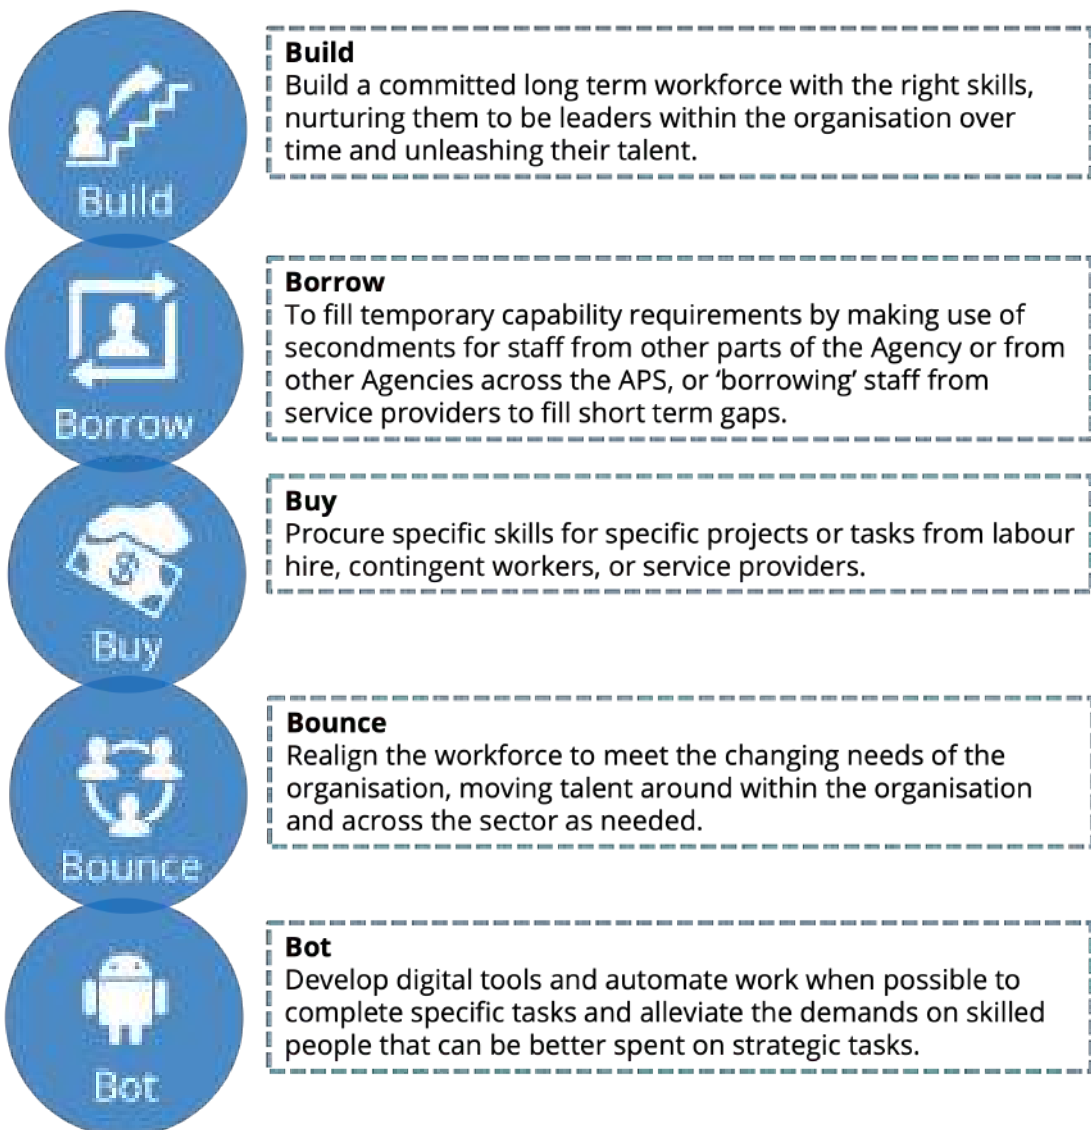 Build
Build
Build a committed long term workforce with the right skills,
nurturing them to be leaders within the organisation over
time and unleashing their talent.
Borrow
Borrow
To fill temporary capability requirements by making use of
secondments for staff from other parts of the Agency or from
other Agencies across the APS, or ‘borrowing’ staff from
service providers to fill short term gaps.
Buy
$
Buy
Procure specific skills for specific projects or tasks from labour
hire, contingent workers, or service providers.
Bounce
Bounce
Realign the workforce to meet the changing needs of the
organisation, moving talent around within the organisation
and across the sector as needed.
Bot
Bot
Develop digital tools and automate work when possible to
complete specific tasks and alleviate the demands on skilled
people that can be better spent on strategic tasks.